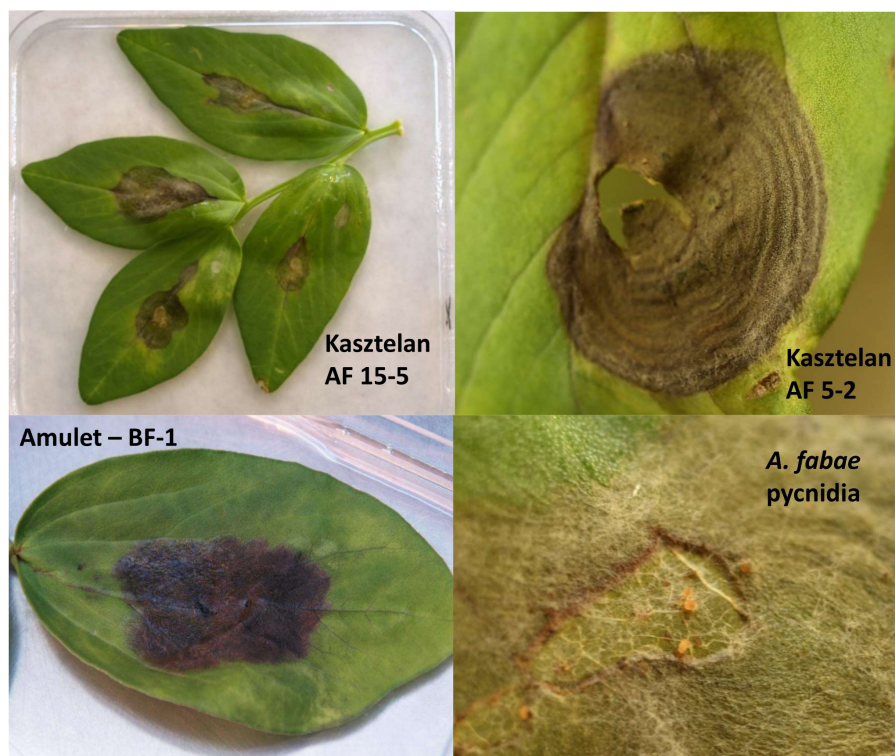 Kasztelan
AF 15-5
Kasztelan
AF 5-2
Amulet – BF-1
A. fabae
pycnidia